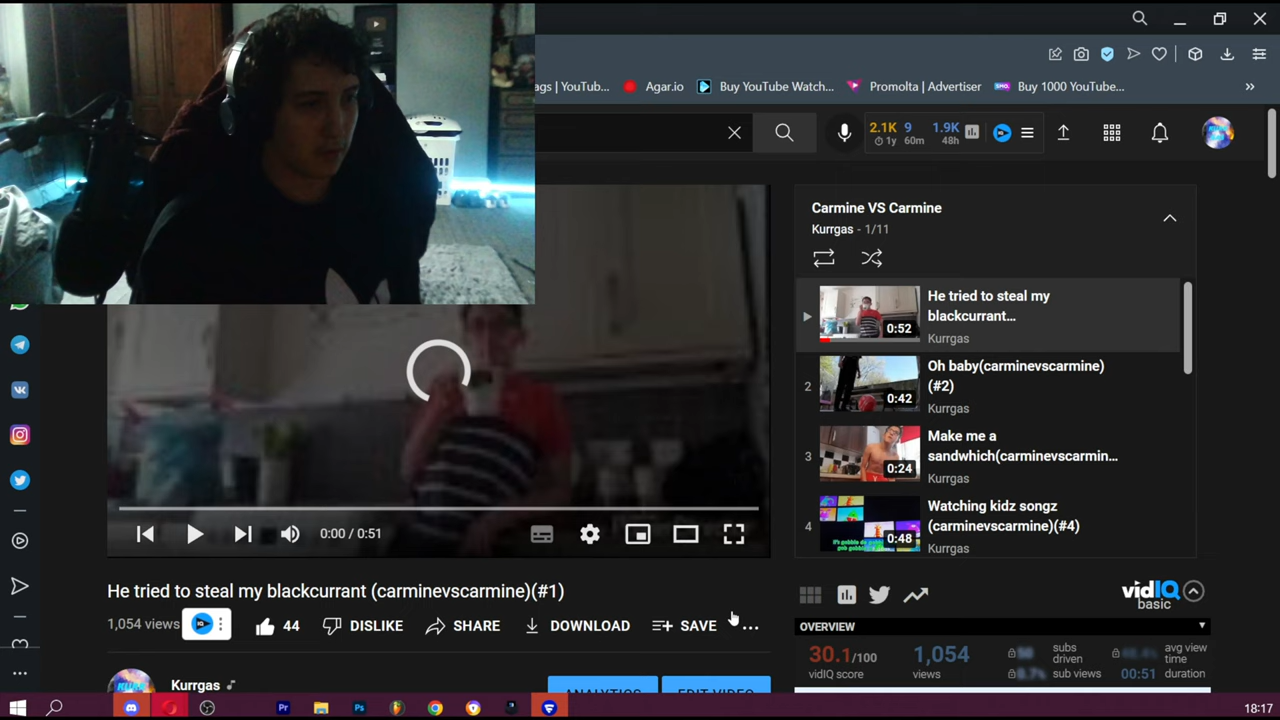 ags | YouTub...
Agar.io
Buy YouTube Watch...
Promolta | Advertiser
Buy 1000 YouTube...
»
2.1K 9 1.9K
1y 60m 48h
Carmine VS Carmine
Kurrgas - 1/11
He tried to steal my
blackcurrant...
Kurrgas
0:52
2
Oh baby(carminevscarmine)
(#2)
Kurrgas
0:42
3
Make me a
sandwhich(carminevscarmin...
Kurrgas
0:24
4
Watching kidz songz
(carminevscarmine)(#4)
Kurrgas
0:48
0:00 / 0:51
He tried to steal my blackcurrant (carminevscarmine)(#1)
1,054 views
44
DISLIKE
SHARE
DOWNLOAD
SAVE
...
Kurrgas
ANALYTICS
EDIT VIDEO
vidIQ
basic
OVERVIEW
30.1/100
vidIQ score
1,054
views
subs
driven
sub views
avg view
time
00:51
duration
18:17